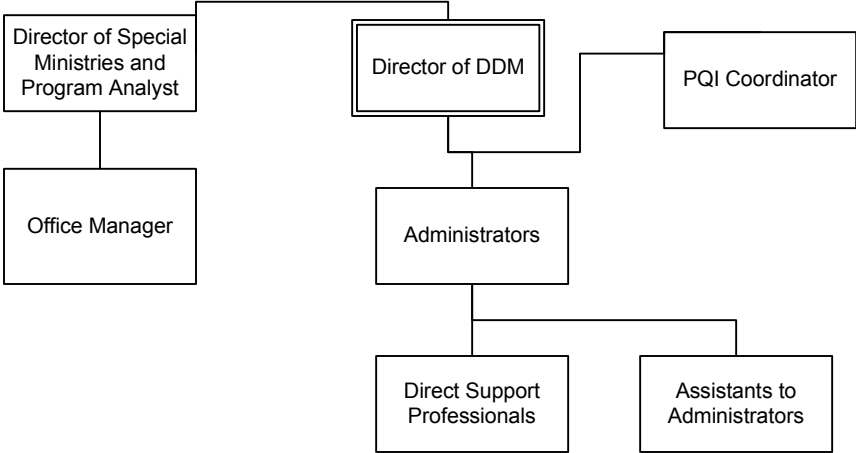 Director of Special
Ministries and
Program Analyst
Director of DDM
PQI Coordinator
Office Manager
Administrators
Direct Support
Professionals
Assistants to
Administrators